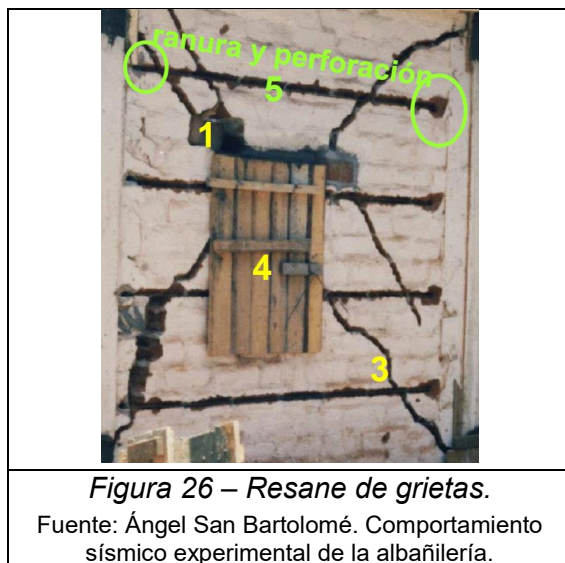 ranura y perforación
5
1
4
3
Figura 26 – Resane de grietas.
Fuente: Ángel San Bartolomé. Comportamiento
sísmico experimental de la albañilería.